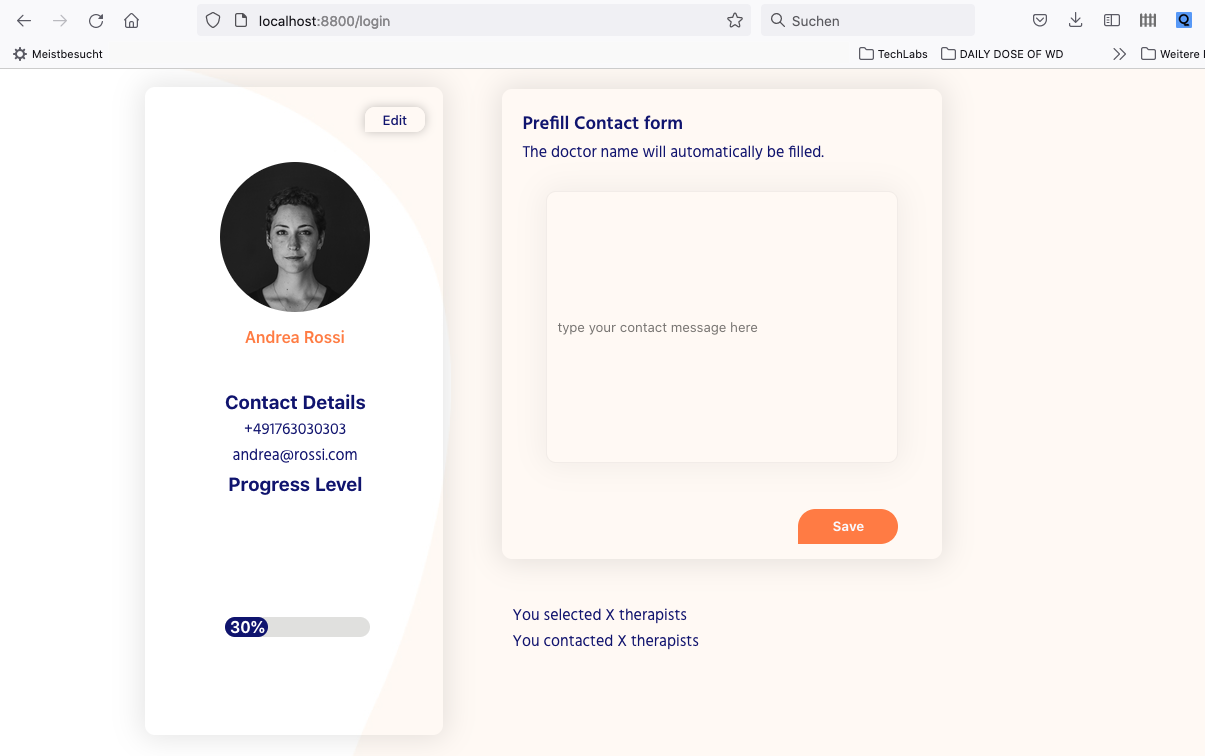 localhost:8800/login
Suchen
Q
Meistbesucht
TechLabs
DAILY DOSE OF WD
Weitere
Edit
Andrea Rossi
Contact Details
+491763030303
andrea@rossi.com
Progress Level
30%
Prefill Contact form
The doctor name will automatically be filled.
type your contact message here
Save
You selected X therapists
You contacted X therapists